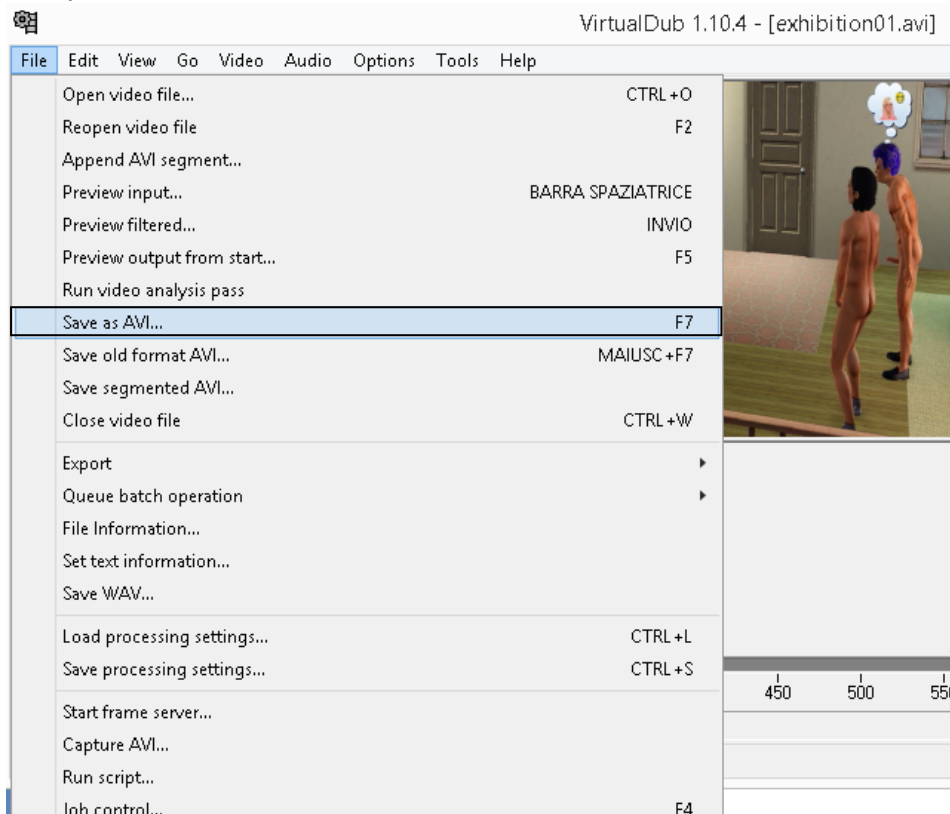 VirtualDub 1.10.4 - [exhibition01.avi]
File Edit View Go Video Audio Options Tools Help
Open video file... CTRL+O
Reopen video file F2
Append AVI segment...
Preview input... BARRA SPAZIATRICE
Preview filtered... INVIO
Preview output from start... F5
Run video analysis pass
Save as AVI... F7
Save old format AVI... MAIUSC+F7
Save segmented AVI...
Close video file CTRL+W
Export
Queue batch operation
File Information...
Set text information...
Save WAV...
Load processing settings... CTRL+L
Save processing settings... CTRL+S
450 500 55
Start frame server...
Capture AVI...
Run script...
Job control... F4